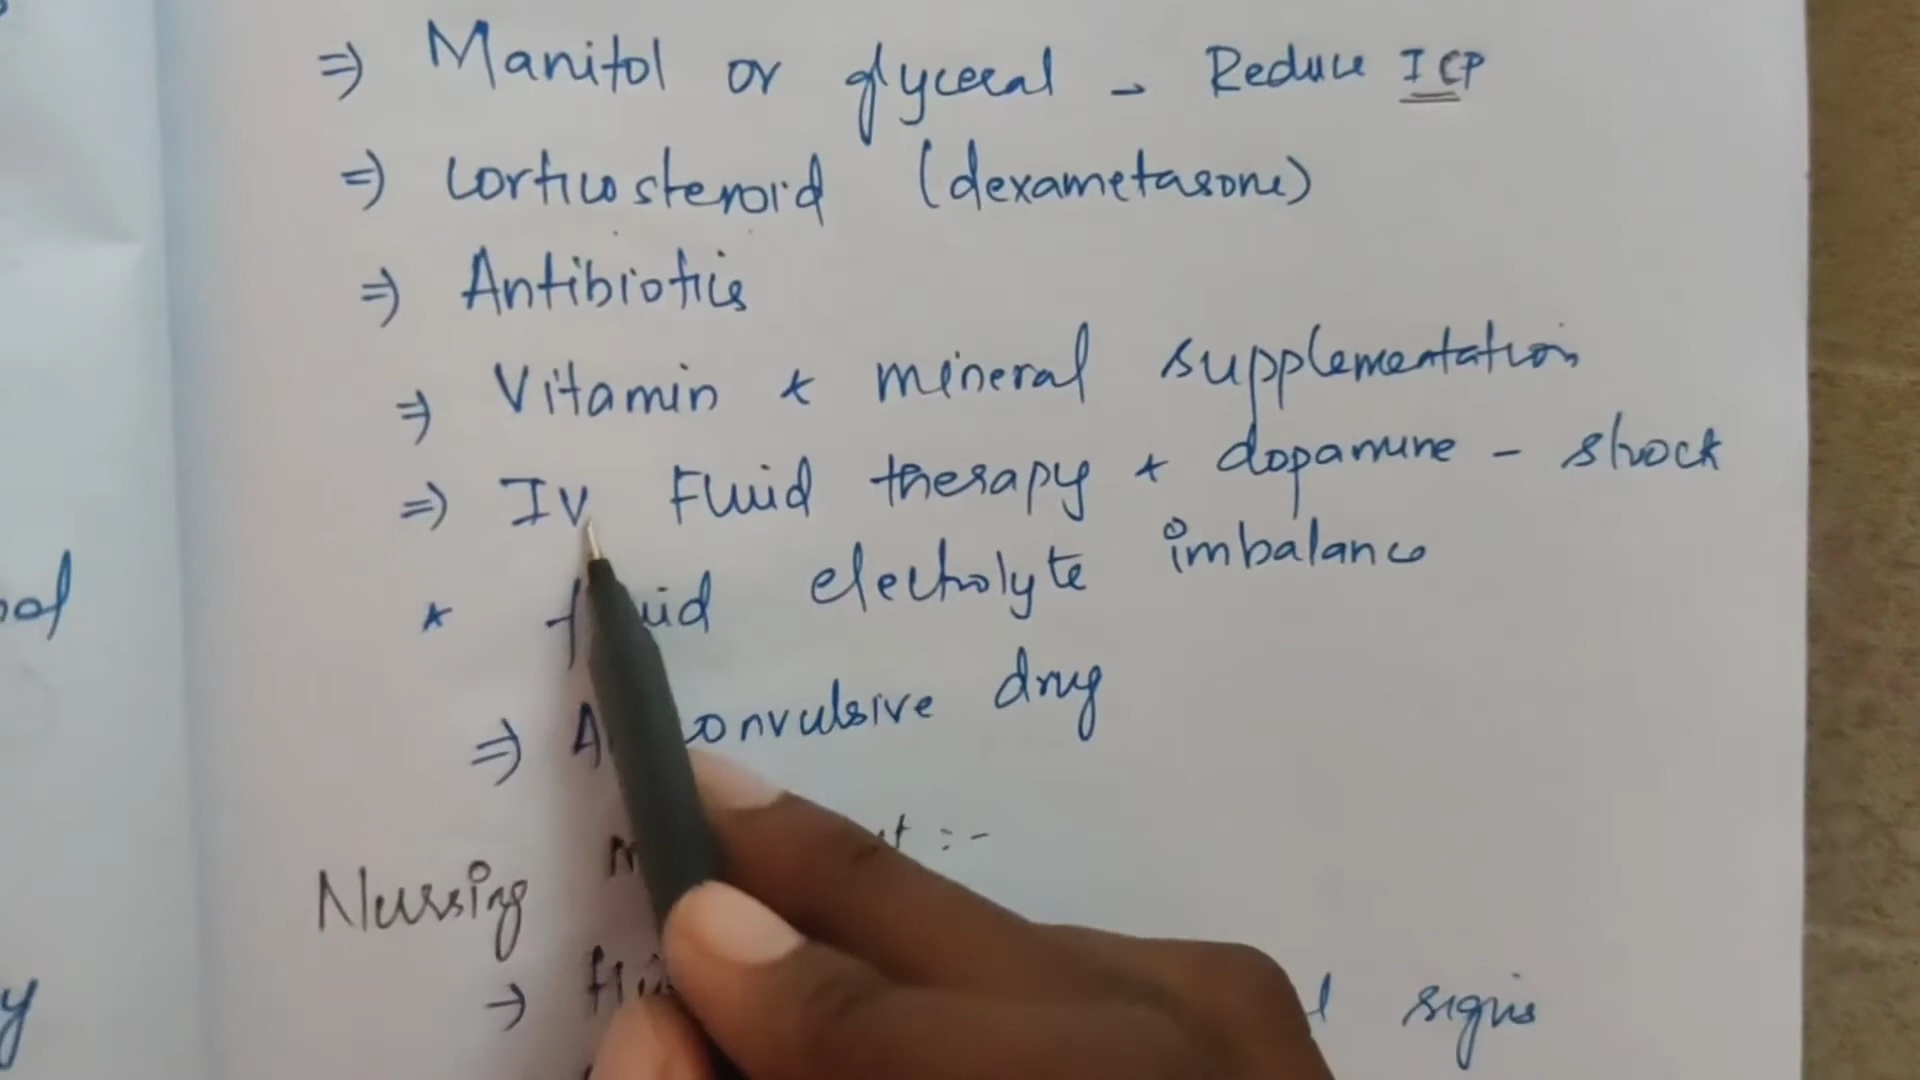 ⇒ Manitol or glyceral - Reduce ICP
⇒ Corticosteroid (dexametasone)
⇒ Antibiotics
⇒ Vitamin + mineral supplementation
⇒ IV Fluid therapy + dopamine - shock
* fluid electrolyte imbalance
⇒ convulsive drug
Nursing :-
→ signs